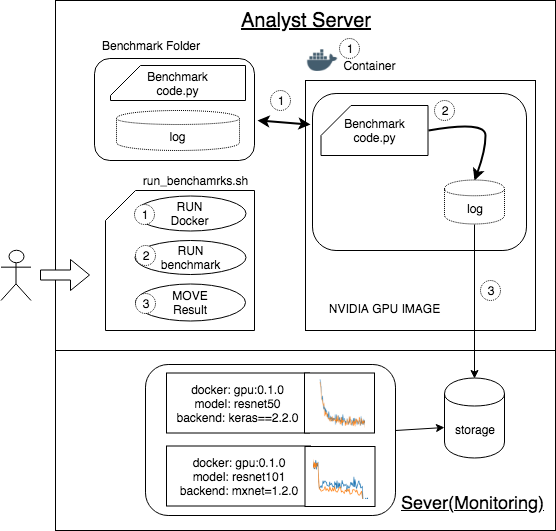 Analyst Server
Benchmark Folder
Benchmark
code.py
log
1
1
Container
Benchmark
code.py
2
log
NVIDIA GPU IMAGE
3
run_benchamrks.sh
1
RUN
Docker
2
RUN
benchmark
3
MOVE
Result
docker: gpu:0.1.0
model: resnet50
backend: keras==2.2.0
docker: gpu:0.1.0
model: resnet101
backend: mxnet=1.2.0
storage
Sever(Monitoring)